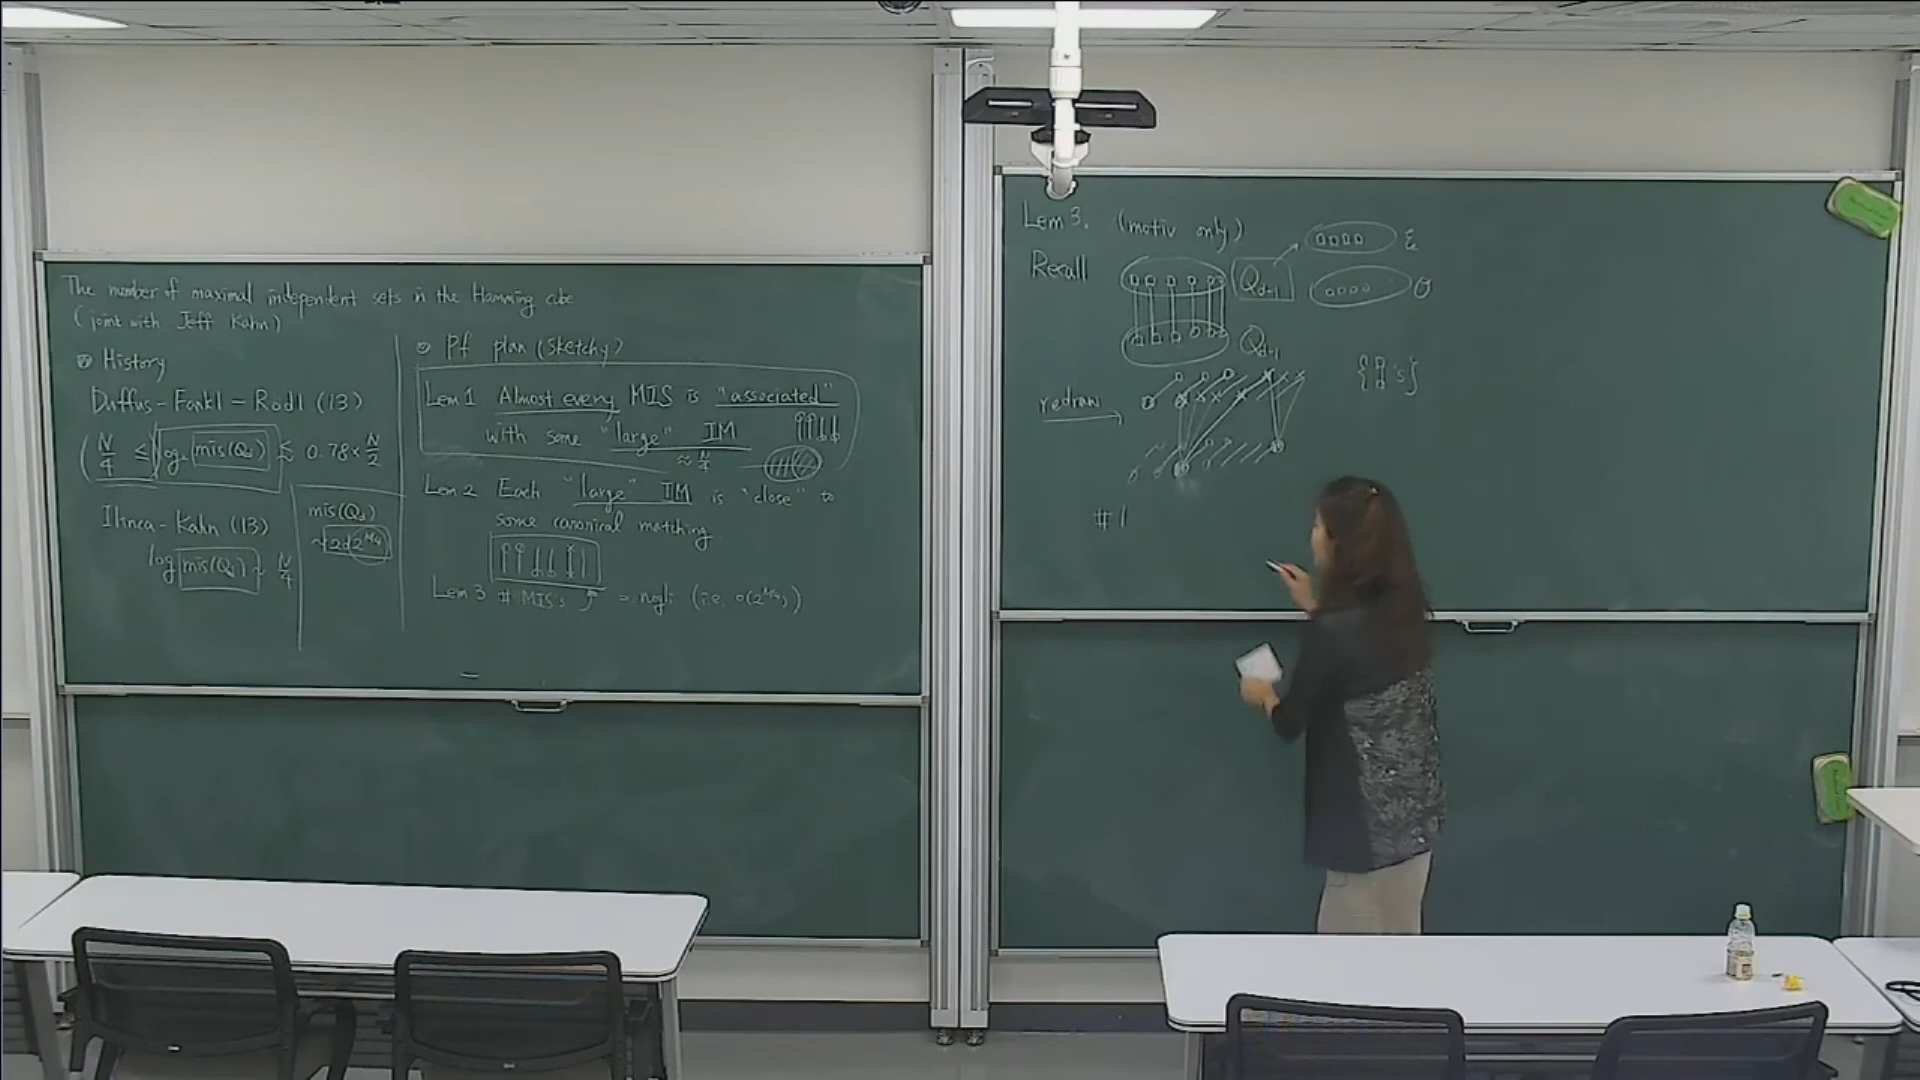 The number of maximal independent sets in the Hamming cube
(joint with Jeff Kahn)
History
Duffus - Frankl - Rodl (13)
( N/4 ≤ log₂ mis(Q_d) ≲ 0.78 × N/2
Ilinca - Kahn (13)
log mis(Q_d) ~ N/4
mis(Q_d)
~ 2d2^{N/4}
Pf plan (Sketchy)
Lem 1 Almost every MIS is "associated"
with some "large" IM
≈ N/4
Lem 2 Each "large" IM is "close" to
some canonical matching
Lem 3 # MIS's = negli (i.e. o(2^{N/4}))
Lem 3. (motiv only)
Recall
Q_{d-1}
Q_{d-1}
ε
O
redraw
{ 's}
# 1